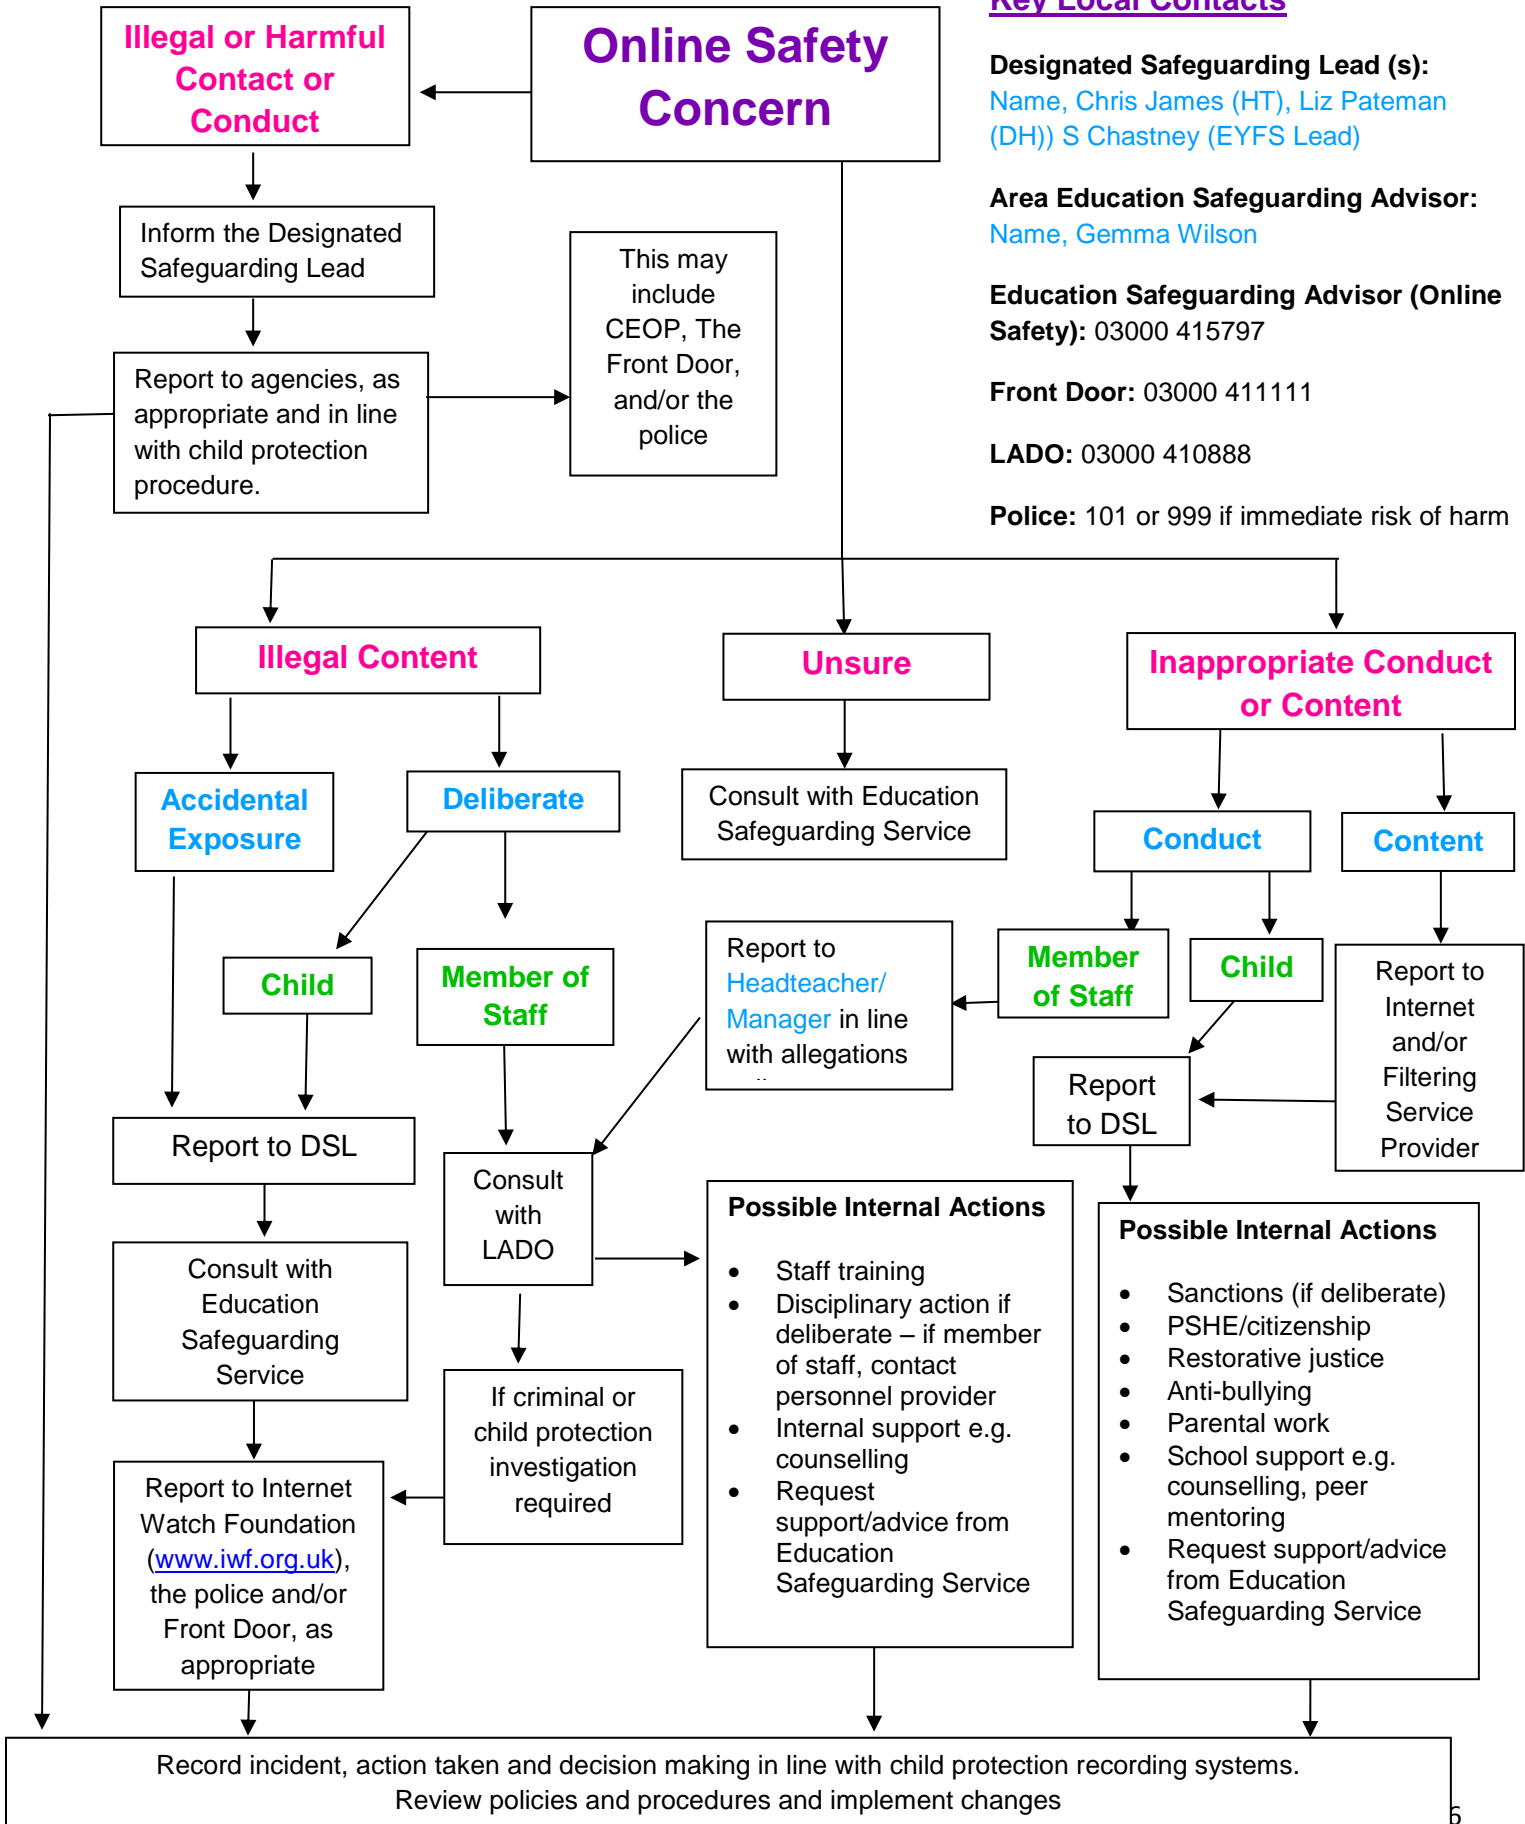 Key Local Contacts
Illegal or Harmful
Contact or
Conduct
Online Safety
Concern
Designated Safeguarding Lead (s):
Name, Chris James (HT), Liz Pateman
(DH)) S Chastney (EYFS Lead)
Area Education Safeguarding Advisor:
Name, Gemma Wilson
Education Safeguarding Advisor (Online
Safety): 03000 415797
Front Door: 03000 411111
LADO: 03000 410888
Police: 101 or 999 if immediate risk of harm
Inform the Designated
Safeguarding Lead
This may
include
CEOP, The
Front Door,
and/or the
police
Report to agencies, as
appropriate and in line
with child protection
procedure.
Illegal Content
Unsure
Inappropriate Conduct
or Content
Accidental
Exposure
Deliberate
Consult with Education
Safeguarding Service
Conduct
Content
Child
Member of
Staff
Report to
Headteacher/
Manager in line
with allegations
Member
of Staff
Child
Report to
Internet
and/or
Filtering
Service
Provider
Report to DSL
Consult
with
LADO
Report
to DSL
Consult with
Education
Safeguarding
Service
If criminal or
child protection
investigation
required
Report to Internet
Watch Foundation
(www.iwf.org.uk),
the police and/or
Front Door, as
appropriate
Possible Internal Actions
• Staff training
• Disciplinary action if
deliberate – if member
of staff, contact
personnel provider
• Internal support e.g.
counselling
• Request
support/advice from
Education
Safeguarding Service
Possible Internal Actions
• Sanctions (if deliberate)
• PSHE/citizenship
• Restorative justice
• Anti-bullying
• Parental work
• School support e.g.
counselling, peer
mentoring
• Request support/advice
from Education
Safeguarding Service
Record incident, action taken and decision making in line with child protection recording systems.
Review policies and procedures and implement changes
6